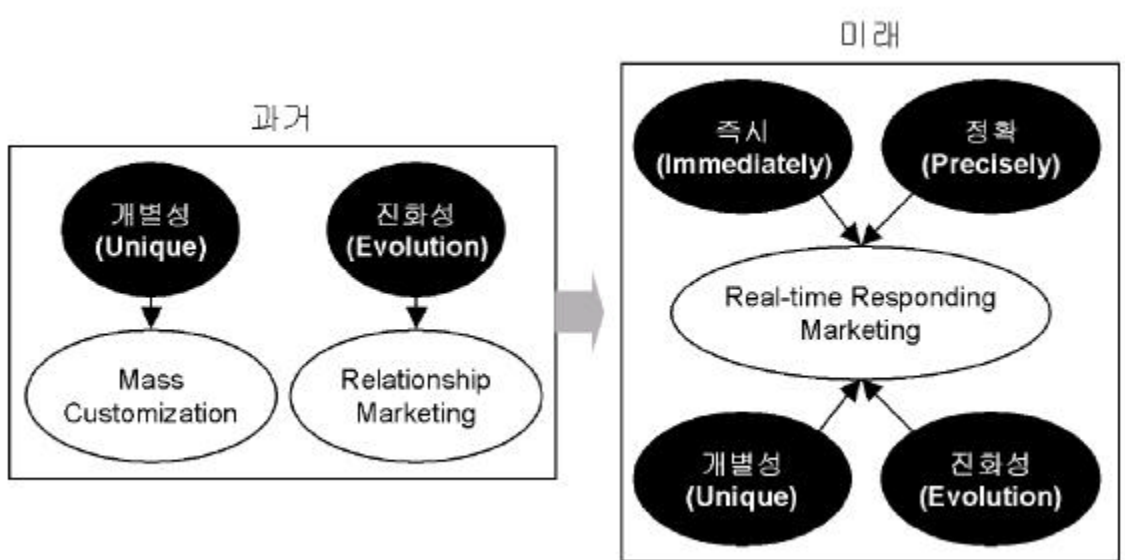 과거
개별성
(Unique)
진화성
(Evolution)
Mass
Customization
Relationship
Marketing
미래
즉시
(Immediately)
정확
(Precisely)
Real-time Responding
Marketing
개별성
(Unique)
진화성
(Evolution)